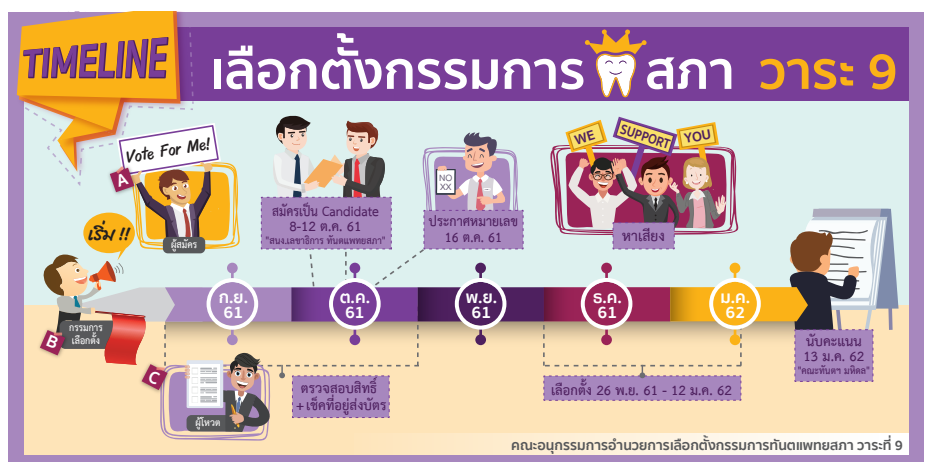 TIMELINE
เลือกตั้งกรรมการ สภา วาระ 9
Vote For Me!
A
ผู้สมัคร
สมัครเป็น Candidate
8-12 ต.ค. 61
"สนง.เลขาธิการ ทันตแพทยสภา"
NO
XX
ประกาศหมายเลข
16 ต.ค. 61
WE
SUPPORT
YOU
หาเสียง
เริ่ม !!
B
กรรมการ
เลือกตั้ง
ก.ย.
61
ต.ค.
61
พ.ย.
61
ธ.ค.
61
ม.ค.
62
นับคะแนน
13 ม.ค. 62
"คณะทันตฯ มหิดล"
C
ผู้โหวต
ตรวจสอบสิทธิ์
+เช็คที่อยู่ส่งบัตร
เลือกตั้ง 26 พ.ย. 61 - 12 ม.ค. 62
คณะอนุกรรมการอำนวยการเลือกตั้งกรรมการทันตแพทยสภา วาระที่ 9